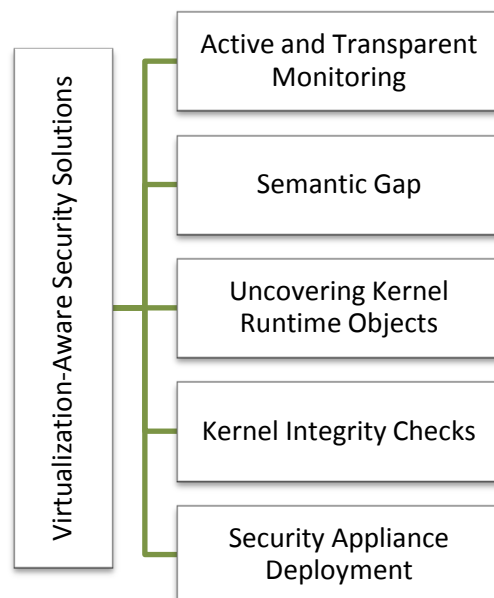 Virtualization-Aware Security Solutions
Active and Transparent
Monitoring
Semantic Gap
Uncovering Kernel
Runtime Objects
Kernel Integrity Checks
Security Appliance
Deployment